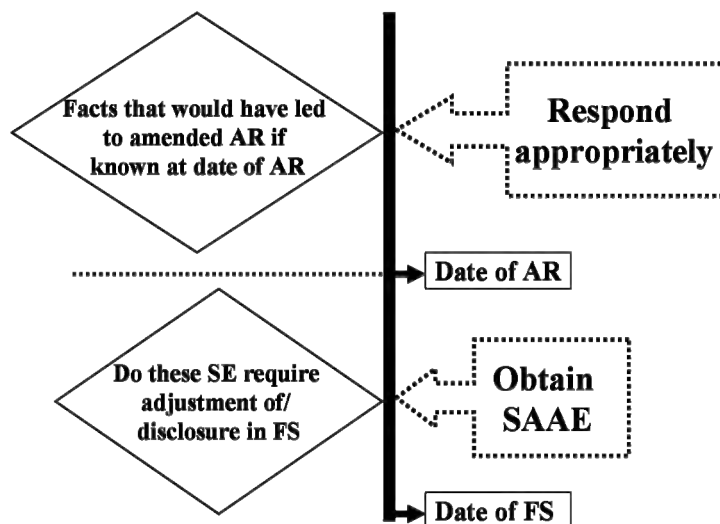 Facts that would have led
to amended AR if
known at date of AR
Respond
appropriately
Date of AR
Do these SE require
adjustment of/
disclosure in FS
Obtain
SAAE
Date of FS